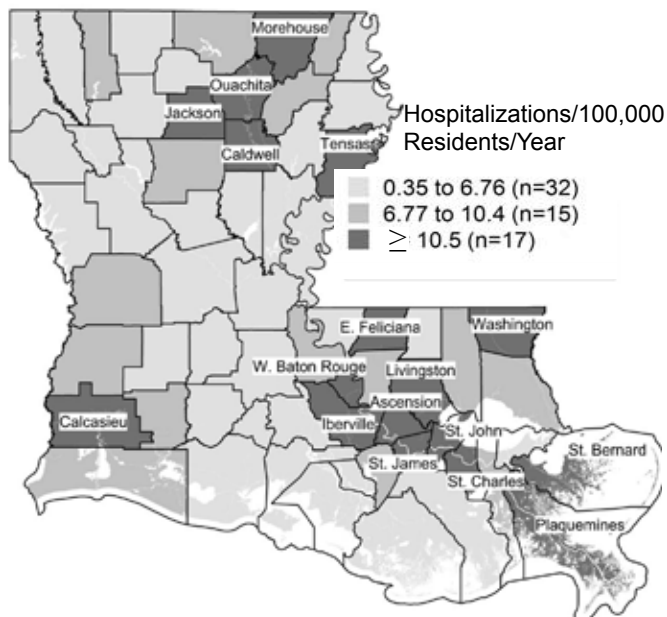 Morehouse
Ouachita
Jackson
Caldwell
Tensas
Hospitalizations/100,000
Residents/Year
0.35 to 6.76 (n=32)
6.77 to 10.4 (n=15)
≥ 10.5 (n=17)
E. Feliciana
Washington
W. Baton Rouge
Livingston
Ascension
Calcasieu
Iberville
St. John
St. Bernard
St. James
St. Charles
Plaquemines